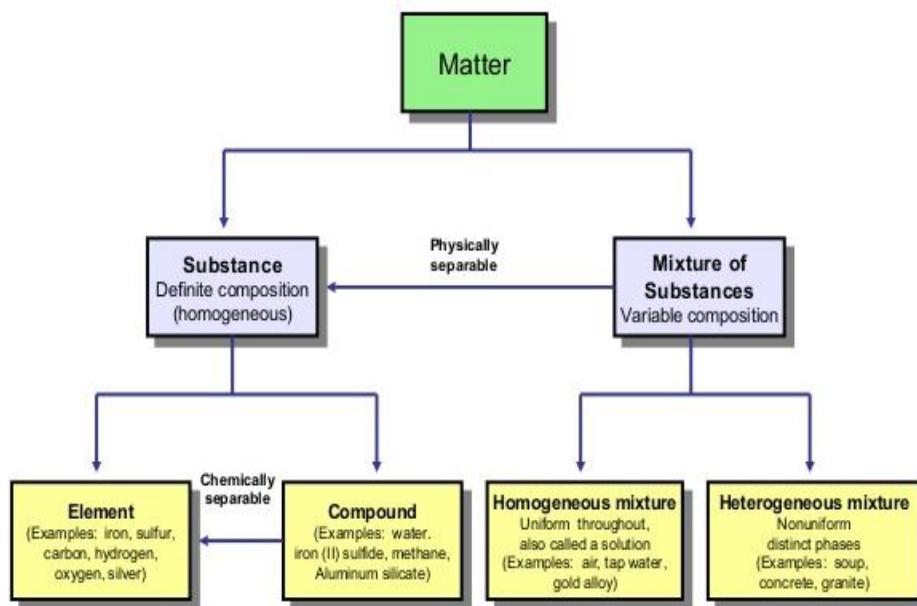 Matter
Substance
Definite composition
(homogeneous)
Physically
separable
Mixture of
Substances
Variable composition
Element
(Examples: iron, sulfur,
carbon, hydrogen,
oxygen, silver)
Chemically
separable
Compound
(Examples: water.
iron (II) sulfide, methane,
Aluminum silicate)
Homogeneous mixture
Uniform throughout,
also called a solution
(Examples: air, tap water,
gold alloy)
Heterogeneous mixture
Nonuniform
distinct phases
(Examples: soup,
concrete, granite)